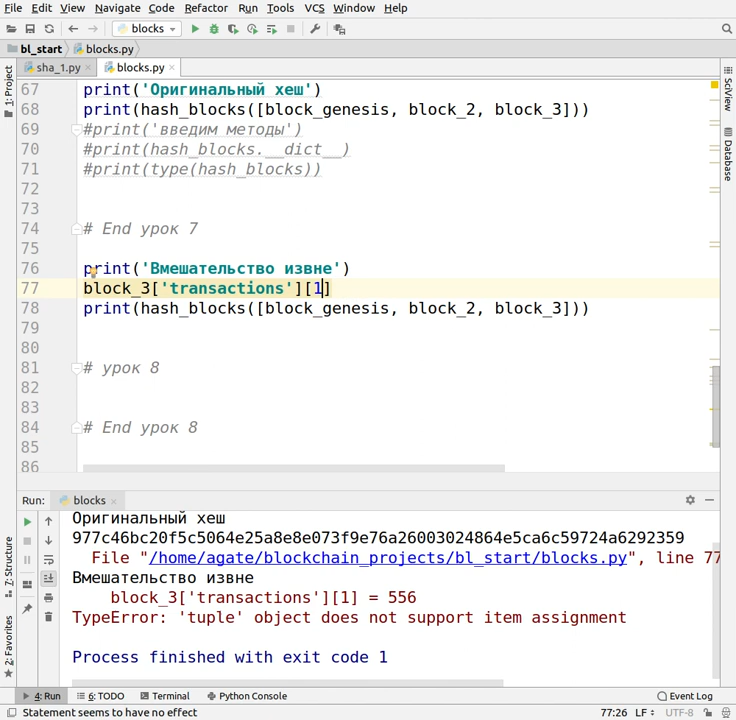 File Edit View Navigate Code Refactor Run Tools VCS Window Help
blocks
bl_start blocks.py
sha_1.py blocks.py
1: Project
SciView
Database
67 print('Оригинальный хеш')
68 print(hash_blocks([block_genesis, block_2, block_3]))
69 #print('введим методы')
70 #print(hash_blocks.__dict__)
71 #print(type(hash_blocks))
72
73
74 # End урок 7
75
76 print('Вмешательство извне')
77 block_3['transactions'][1]
78 print(hash_blocks([block_genesis, block_2, block_3]))
79
80
81 # урок 8
82
83
84 # End урок 8
85
86
Run: blocks
7: Structure
2: Favorites
Оригинальный хеш
977c46bc20f5c5064e25a8e8e073f9e76a26003024864e5ca6c59724a6292359
File "/home/agate/blockchain_projects/bl_start/blocks.py", line 77
Вмешательство извне
block_3['transactions'][1] = 556
TypeError: 'tuple' object does not support item assignment
Process finished with exit code 1
4: Run 6: TODO Terminal Python Console Event Log
Statement seems to have no effect 77:26 LF UTF-8